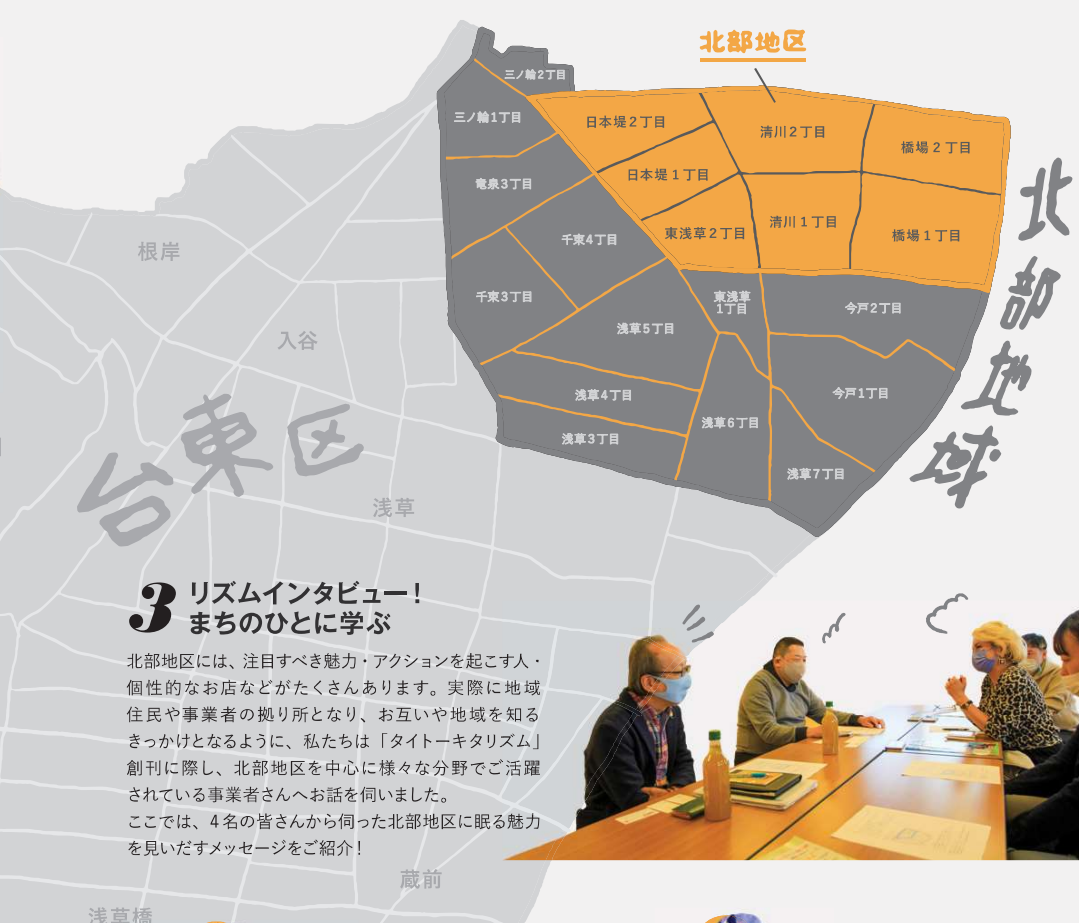 北部地区
三ノ輪2丁目
三ノ輪1丁目
日本堤2丁目
清川2丁目
橋場2丁目
竜泉3丁目
日本堤1丁目
千束4丁目
東浅草2丁目
清川1丁目
橋場1丁目
千束3丁目
東浅草
1丁目
今戸2丁目
浅草5丁目
浅草4丁目
今戸1丁目
浅草6丁目
浅草3丁目
浅草7丁目
北部地域
根岸
入谷
台東区
浅草
3 リズムインタビュー!
まちのひとに学ぶ
北部地区には、注目すべき魅力・アクションを起こす人・
個性的なお店などがたくさんあります。実際に地域
住民や事業者の拠り所となり、お互いや地域を知る
きっかけとなるように、私たちは「タイトーキタリズム」
創刊に際し、北部地区を中心に様々な分野でご活躍
されている事業者さんへお話を伺いました。
ここでは、4名の皆さんから伺った北部地区に眠る魅力
を見いだすメッセージをご紹介!
蔵前
浅草橋